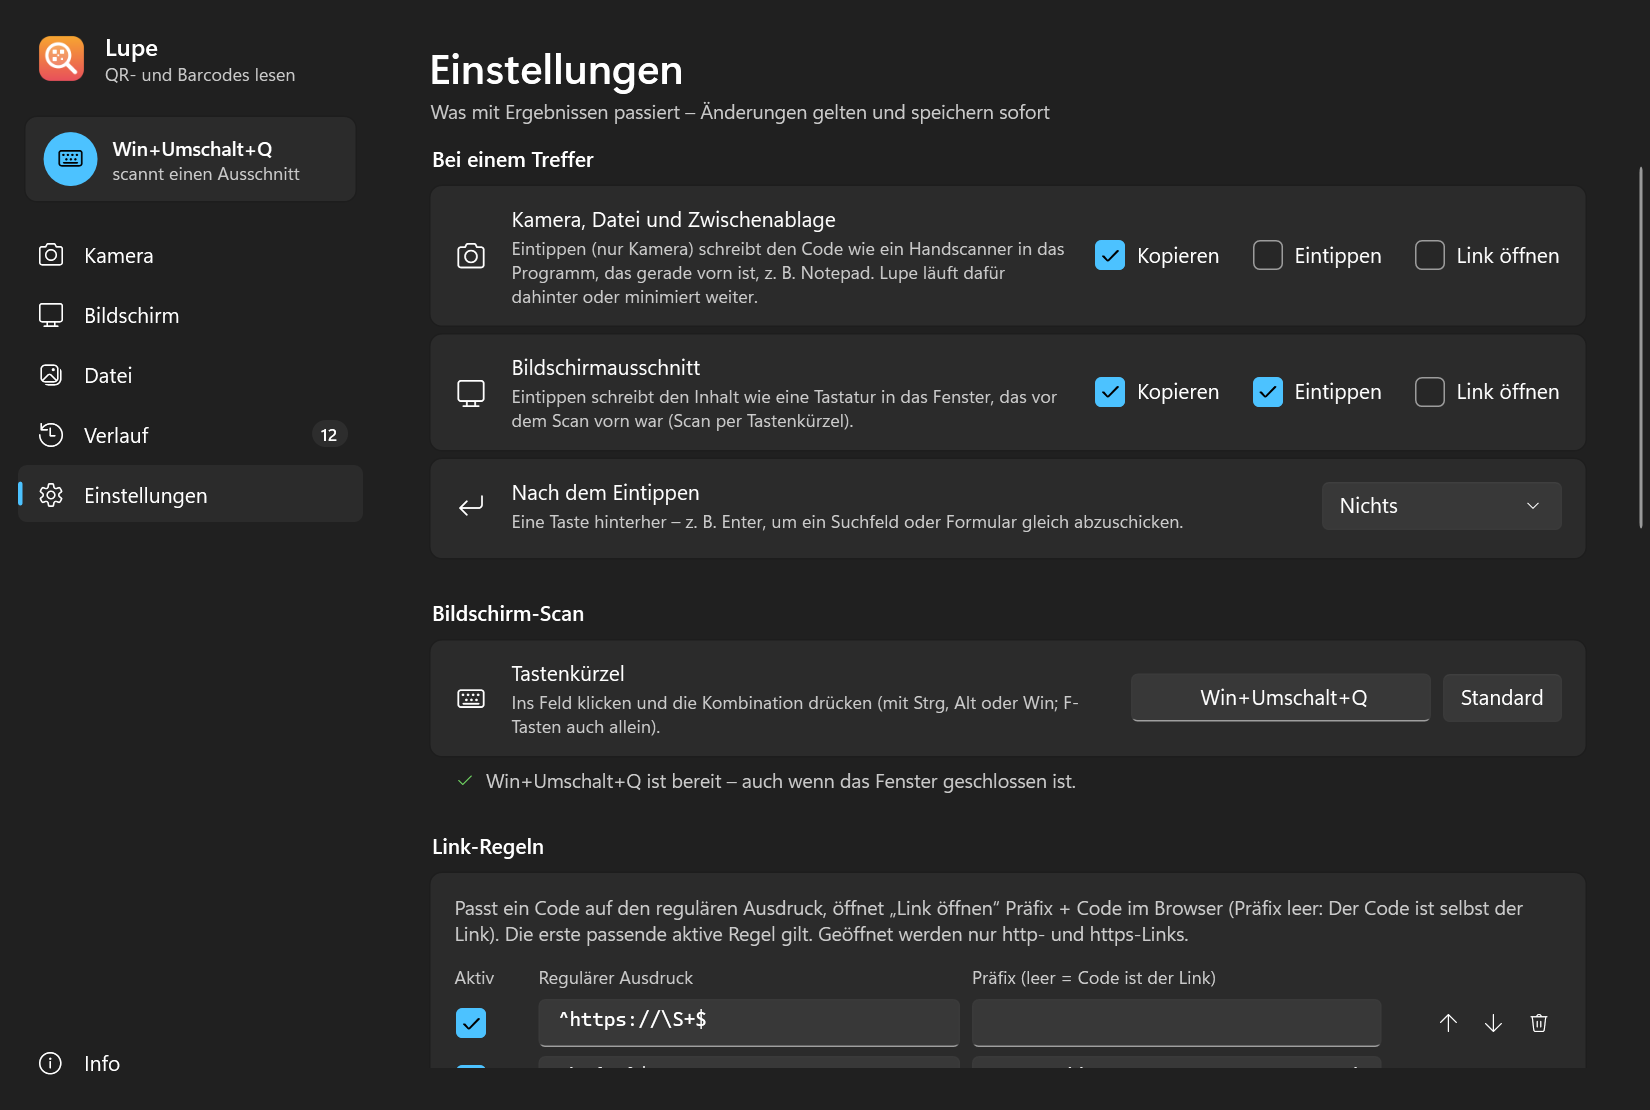 Lupe
QR- und Barcodes lesen
Win+Umschalt+Q
scannt einen Ausschnitt
Kamera
Bildschirm
Datei
Verlauf
12
Einstellungen
Info
Einstellungen
Was mit Ergebnissen passiert – Änderungen gelten und speichern sofort
Bei einem Treffer
Kamera, Datei und Zwischenablage
Eintippen (nur Kamera) schreibt den Code wie ein Handscanner in das
Programm, das gerade vorn ist, z. B. Notepad. Lupe läuft dafür
dahinter oder minimiert weiter.
Kopieren
Eintippen
Link öffnen
Bildschirmausschnitt
Eintippen schreibt den Inhalt wie eine Tastatur in das Fenster, das vor
dem Scan vorn war (Scan per Tastenkürzel).
Kopieren
Eintippen
Link öffnen
Nach dem Eintippen
Eine Taste hinterher – z. B. Enter, um ein Suchfeld oder Formular gleich abzuschicken.
Nichts
Bildschirm-Scan
Tastenkürzel
Ins Feld klicken und die Kombination drücken (mit Strg, Alt oder Win; F-
Tasten auch allein).
Win+Umschalt+Q
Standard
Win+Umschalt+Q ist bereit – auch wenn das Fenster geschlossen ist.
Link-Regeln
Passt ein Code auf den regulären Ausdruck, öffnet „Link öffnen“ Präfix + Code im Browser (Präfix leer: Der Code ist selbst der
Link). Die erste passende aktive Regel gilt. Geöffnet werden nur http- und https-Links.
Aktiv
Regulärer Ausdruck
Präfix (leer = Code ist der Link)
^https://\S+$